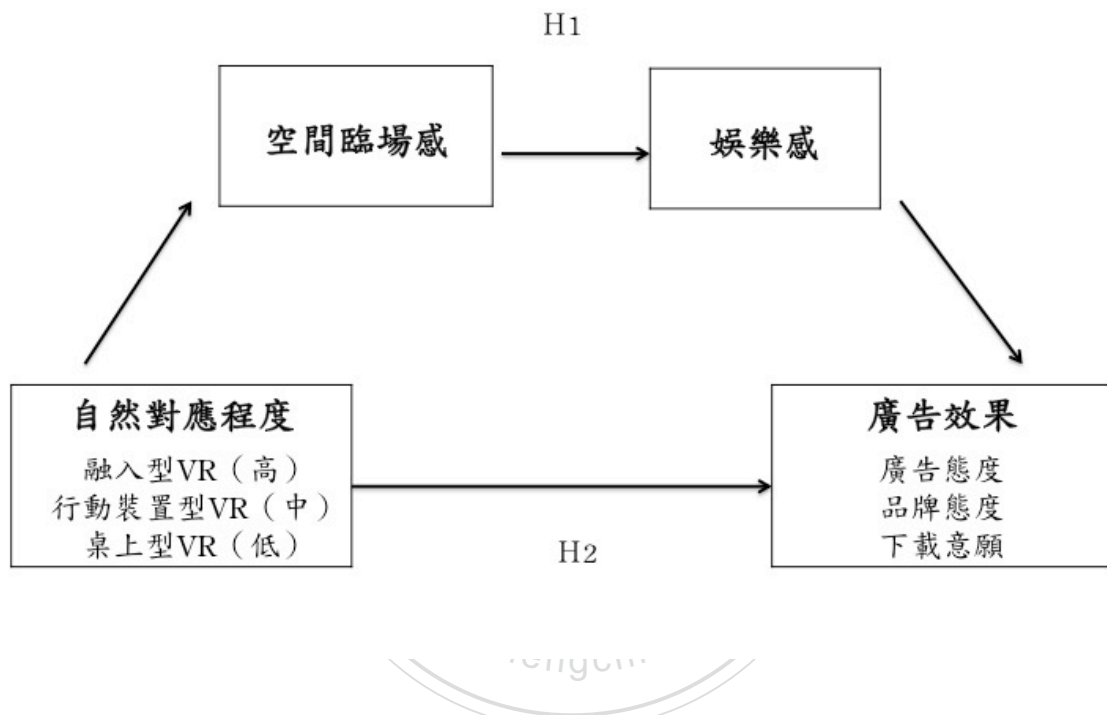 H1
空間臨場感
娛樂感
自然對應程度
融入型VR（高）
行動裝置型VR（中）
桌上型VR（低）
廣告效果
廣告態度
品牌態度
下載意願
H2